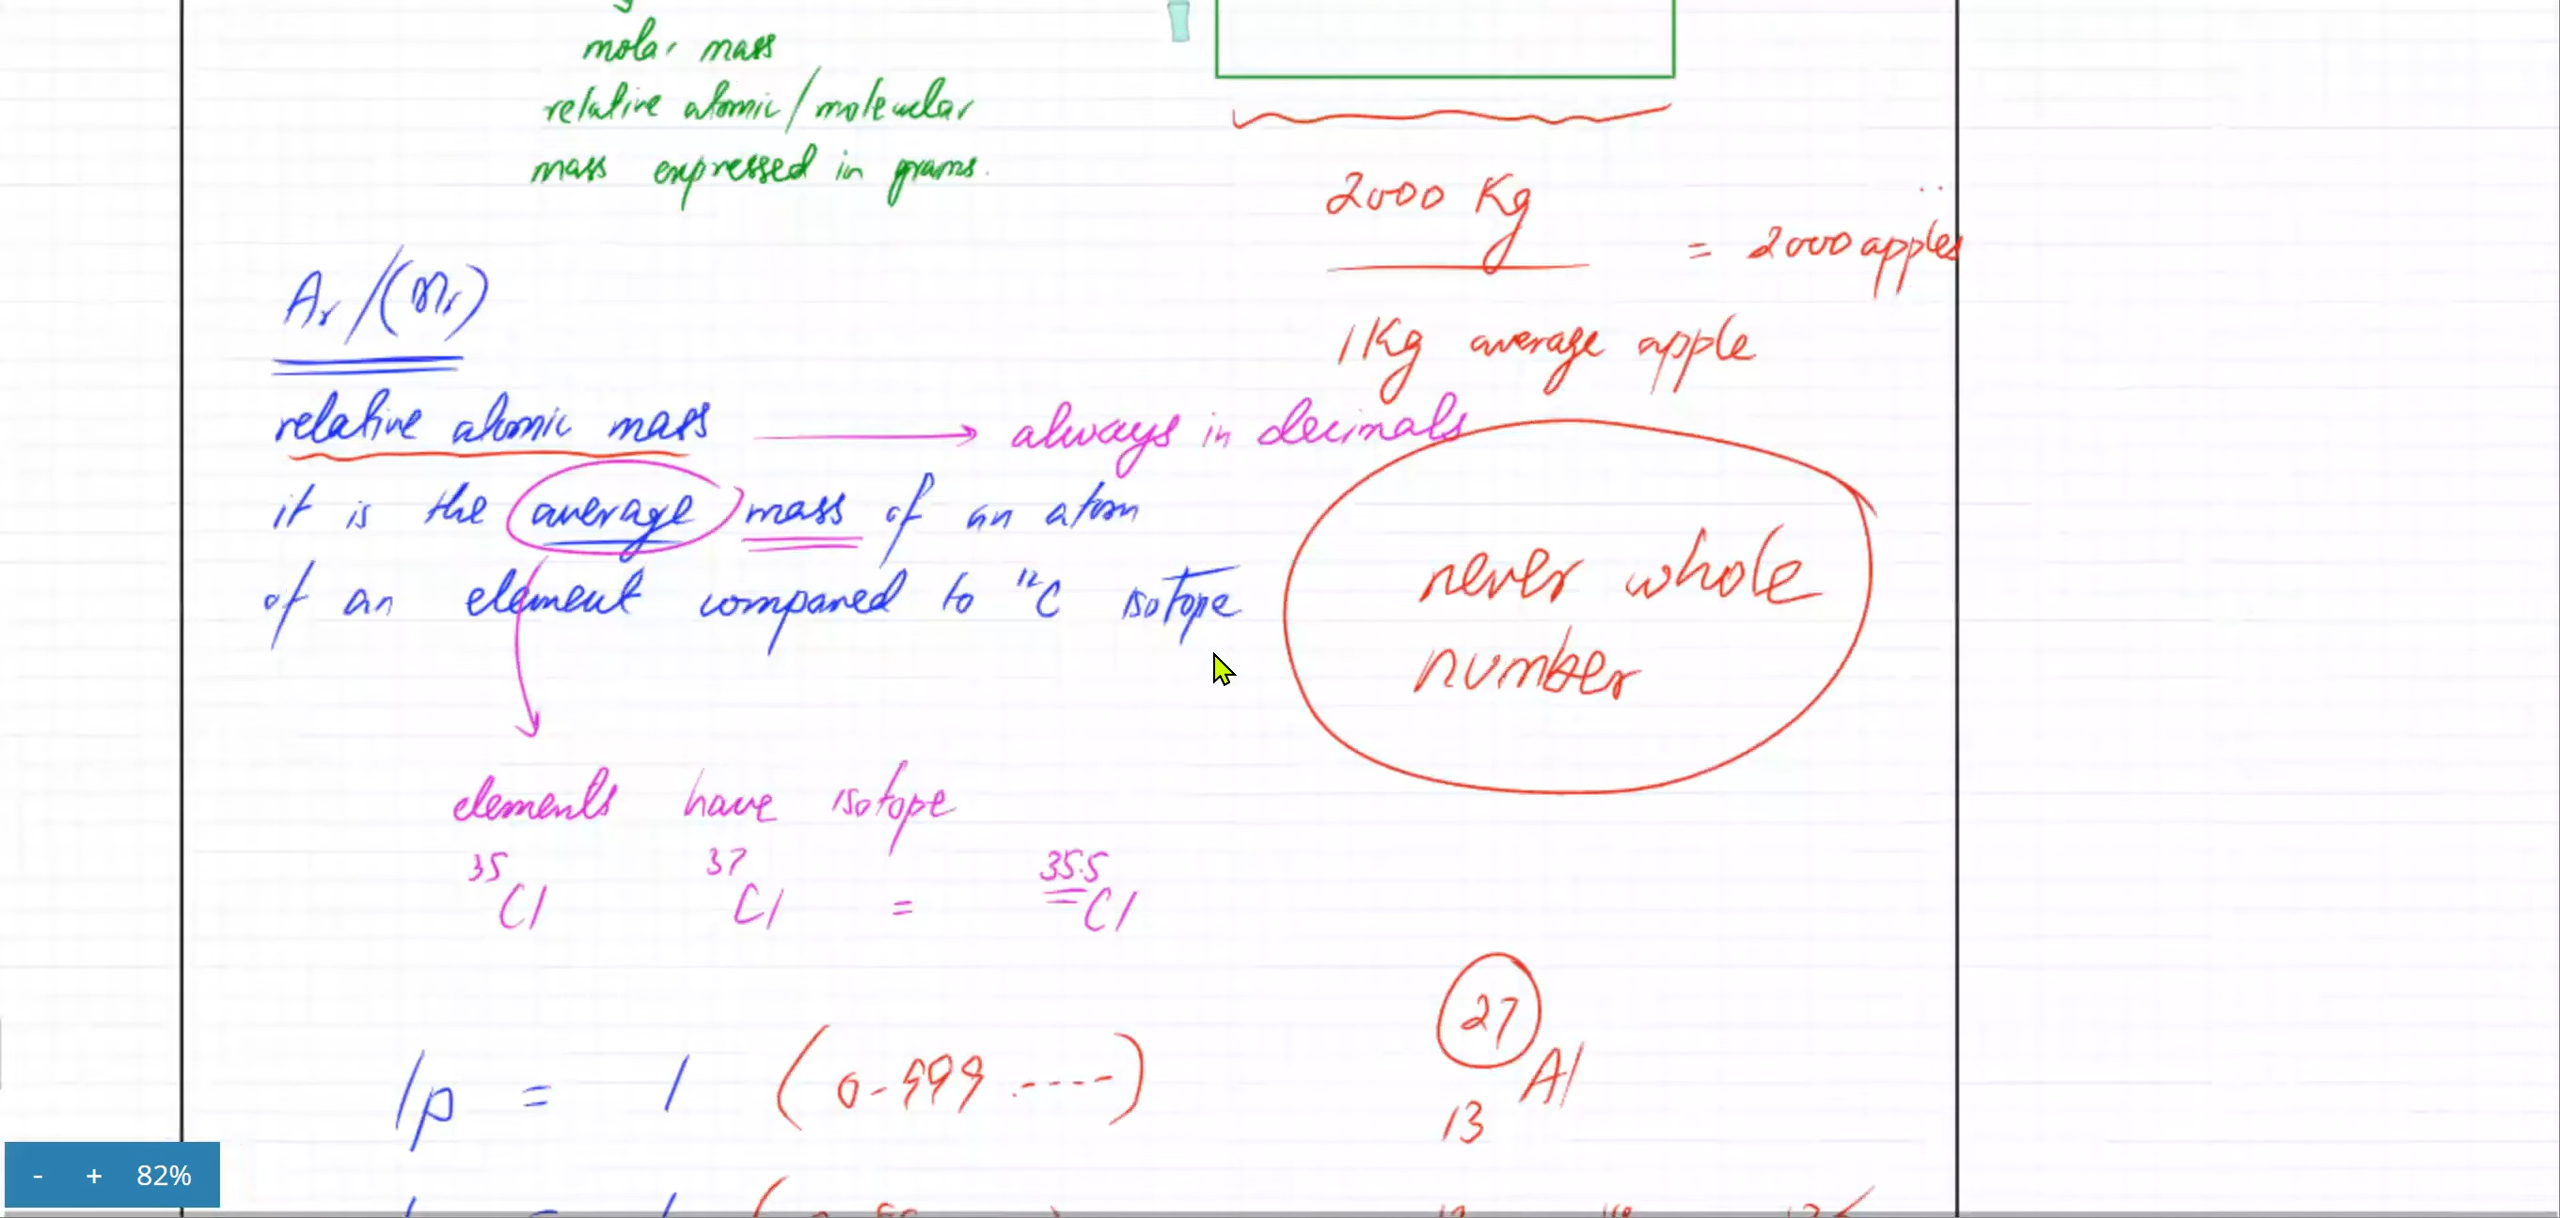 molar mass
relative atomic/molecular
mass expressed in grams.
2000 Kg
= 2000 apples
1Kg average apple
Ar/(Mr)
relative atomic mass → always in decimals
it is the average mass of an atom
of an element compared to ¹²C isotope
never whole
number
elements have isotope
³⁵Cl ³⁷Cl = ³⁵·⁵Cl
27
Al
13
1p = 1 (0.999 ....)
- + 82%